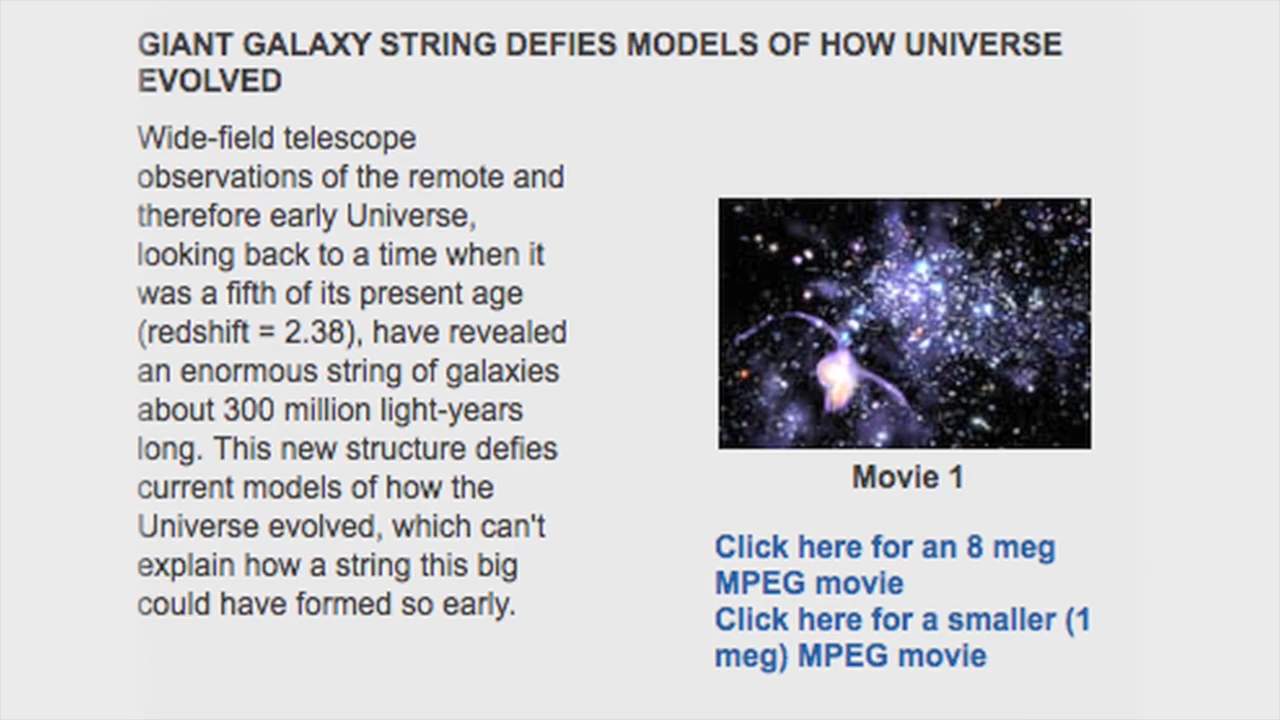 GIANT GALAXY STRING DEFIES MODELS OF HOW UNIVERSE
EVOLVED
Wide-field telescope
observations of the remote and
therefore early Universe,
looking back to a time when it
was a fifth of its present age
(redshift = 2.38), have revealed
an enormous string of galaxies
about 300 million light-years
long. This new structure defies
current models of how the
Universe evolved, which can't
explain how a string this big
could have formed so early.
Movie 1
Click here for an 8 meg
MPEG movie
Click here for a smaller (1
meg) MPEG movie